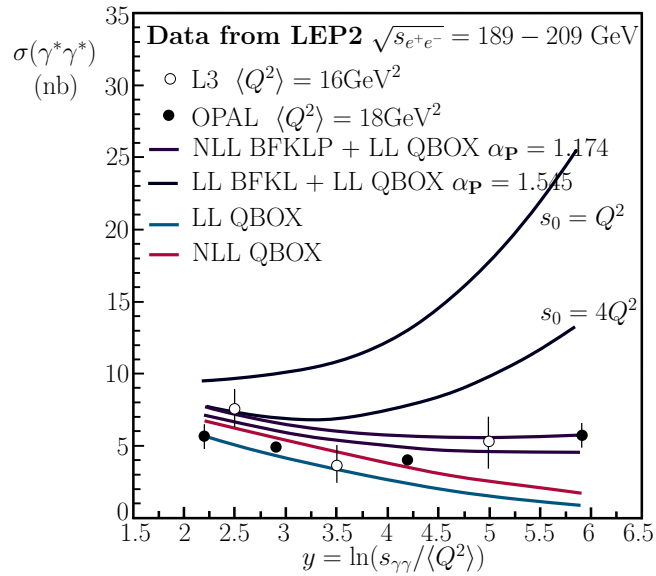 35
Data from LEP2 √s_{e⁺e⁻} = 189 − 209 GeV
σ(γ*γ*)
(nb)
L3 ⟨Q²⟩ = 16GeV²
30
OPAL ⟨Q²⟩ = 18GeV²
NLL BFKLP + LL QBOX α_P = 1.174
25
LL BFKL + LL QBOX α_P = 1.545
LL QBOX
s₀ = Q²
20
NLL QBOX
15
s₀ = 4Q²
10
5
0
1.5 2 2.5 3 3.5 4 4.5 5 5.5 6 6.5
y = ln(s_{γγ}/⟨Q²⟩)